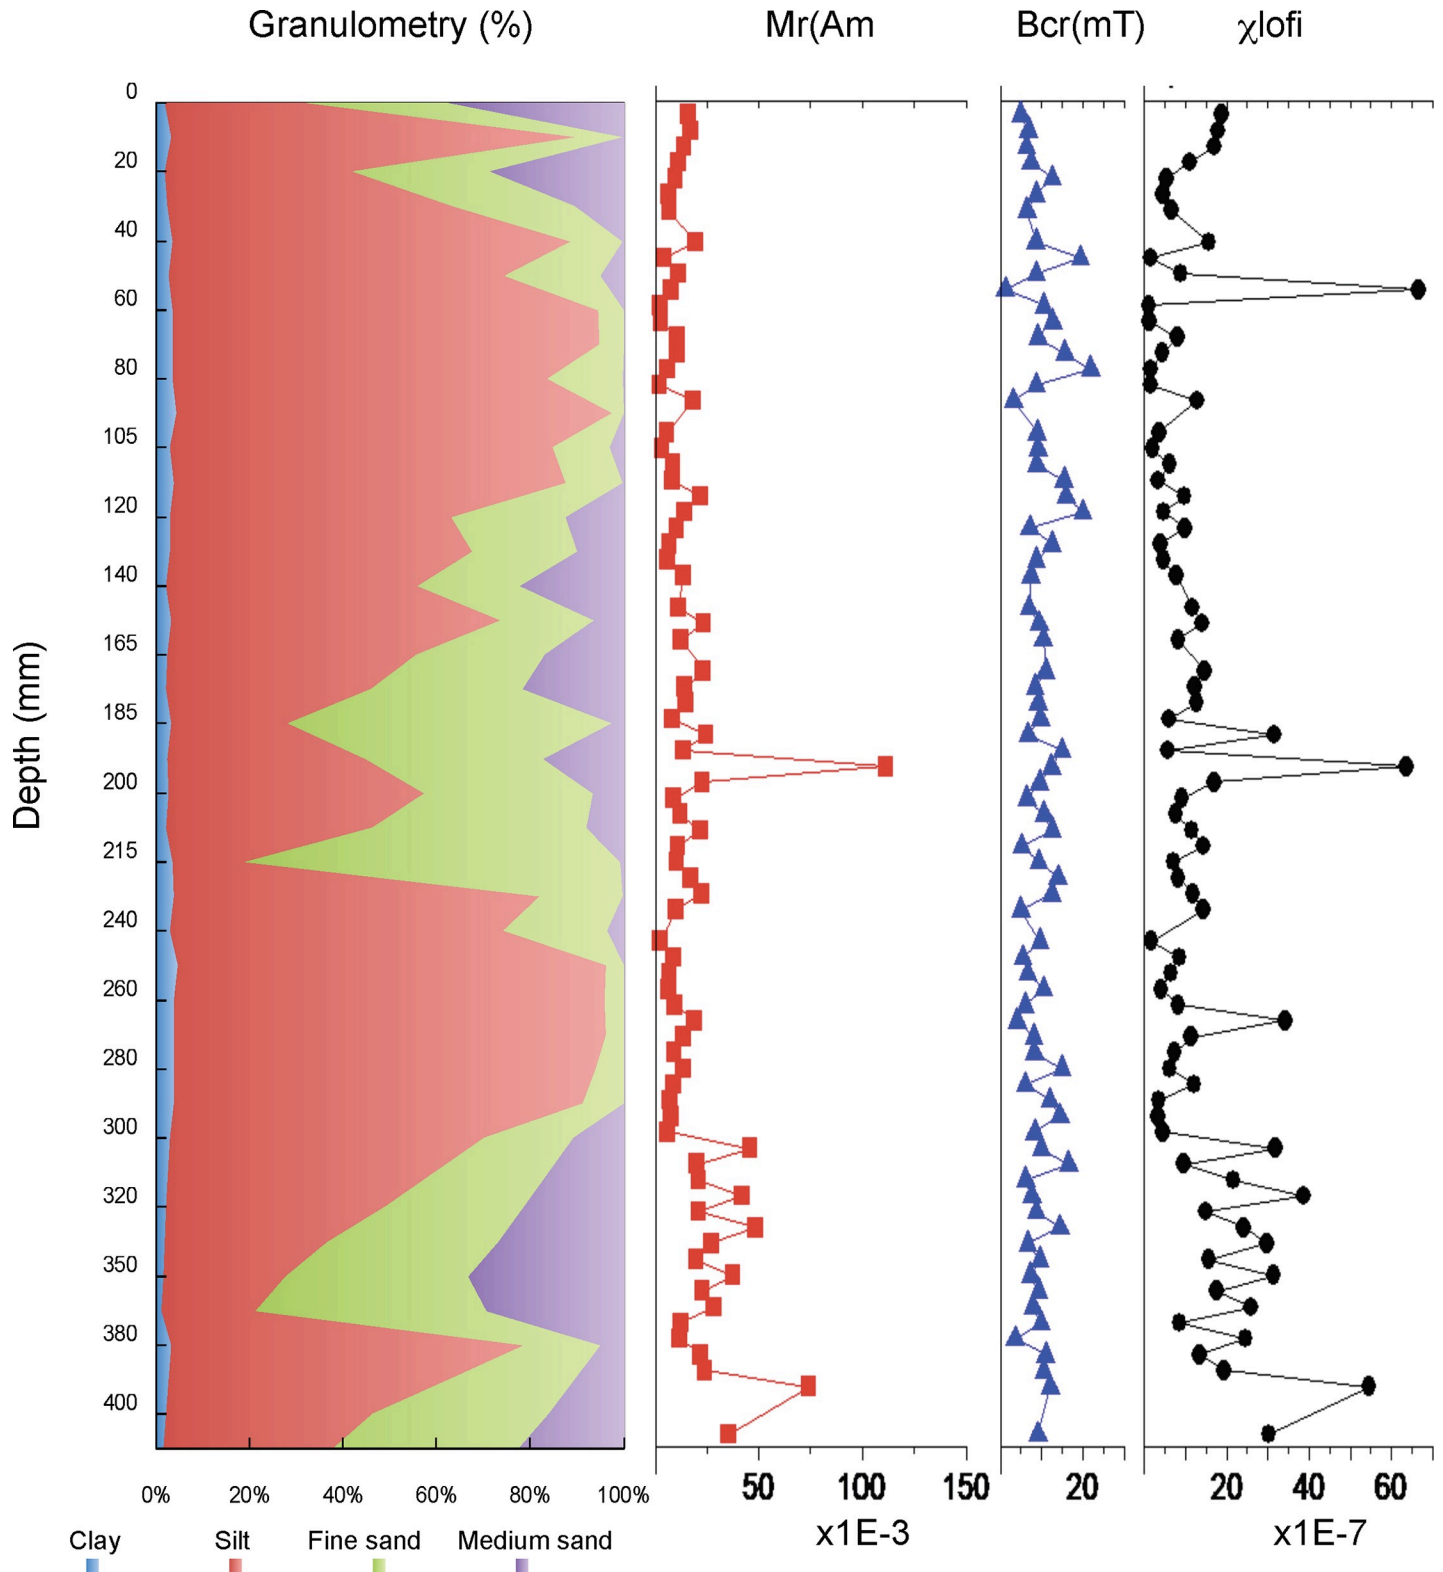 Granulometry (%)
Mr(Am
Bcr(mT)
χlofi
Depth (mm)
0
20
40
60
80
105
120
140
165
185
200
215
240
260
280
300
320
350
380
400
0% 20% 40% 60% 80% 100%
50 100 150
20
20 40 60
x1E-3
x1E-7
Clay Silt Fine sand Medium sand